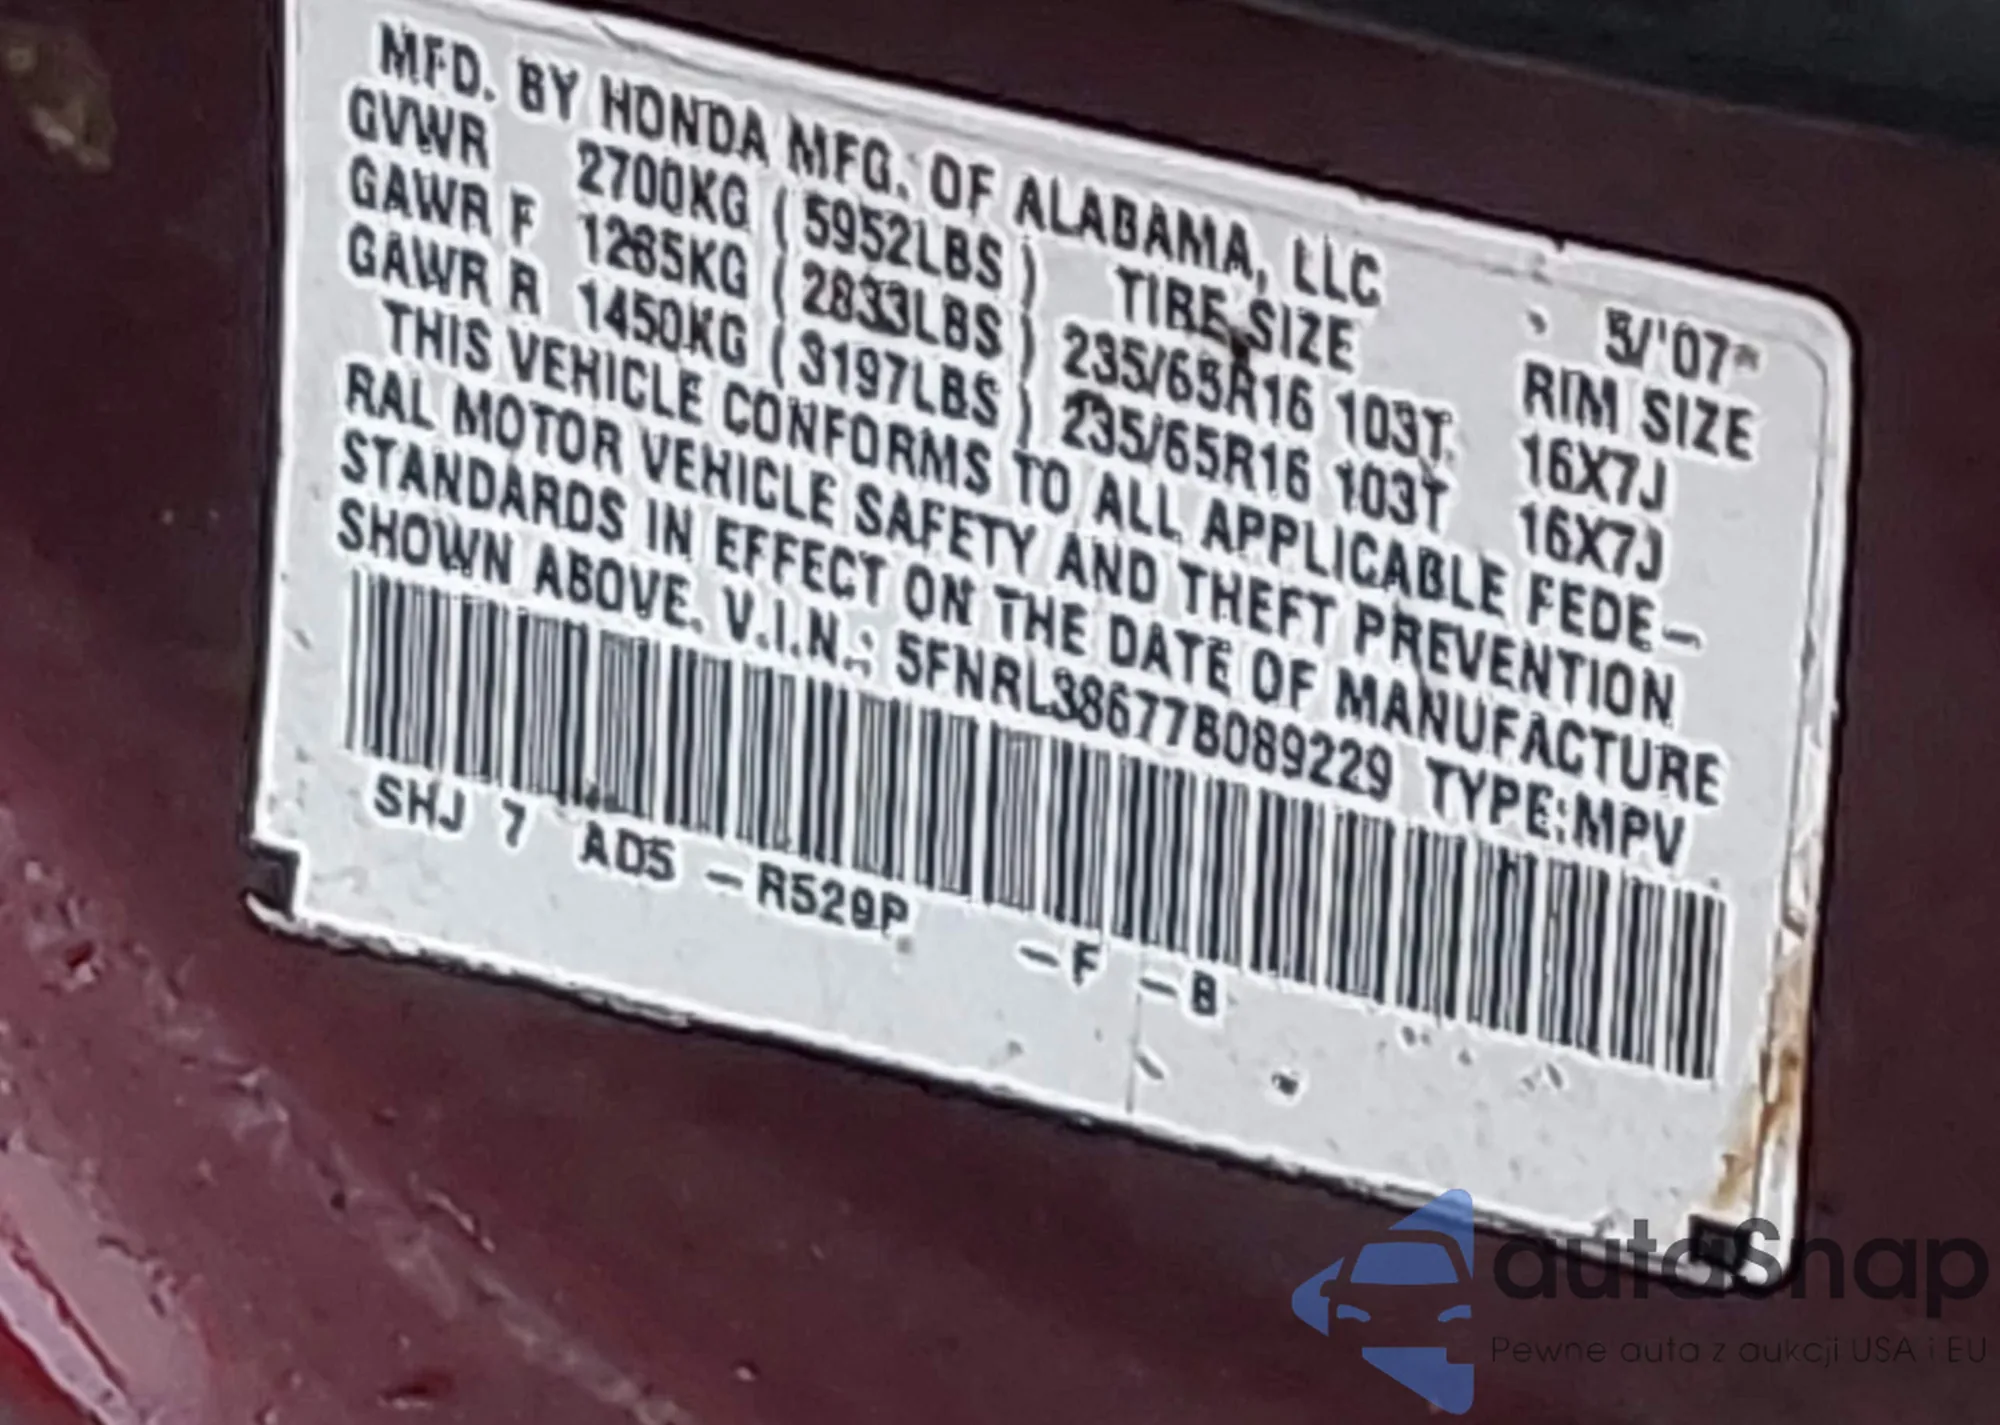 MFD. BY HONDA MFG. OF ALABAMA, LLC 5/'07
GVWR 2700KG ( 5952LBS ) TIRE SIZE RIM SIZE
GAWR F 1285KG ( 2833LBS ) 235/65R16 103T 16X7J
GAWR R 1450KG ( 3197LBS ) 235/65R16 103T 16X7J
THIS VEHICLE CONFORMS TO ALL APPLICABLE FEDE-
RAL MOTOR VEHICLE SAFETY AND THEFT PREVENTION
STANDARDS IN EFFECT ON THE DATE OF MANUFACTURE
SHOWN ABOVE. V.I.N.: 5FNRL38677B089229 TYPE:MPV
SHJ 7 AD5 -R529P -F -B
autaSnap
Pewne auta z aukcji USA i EU